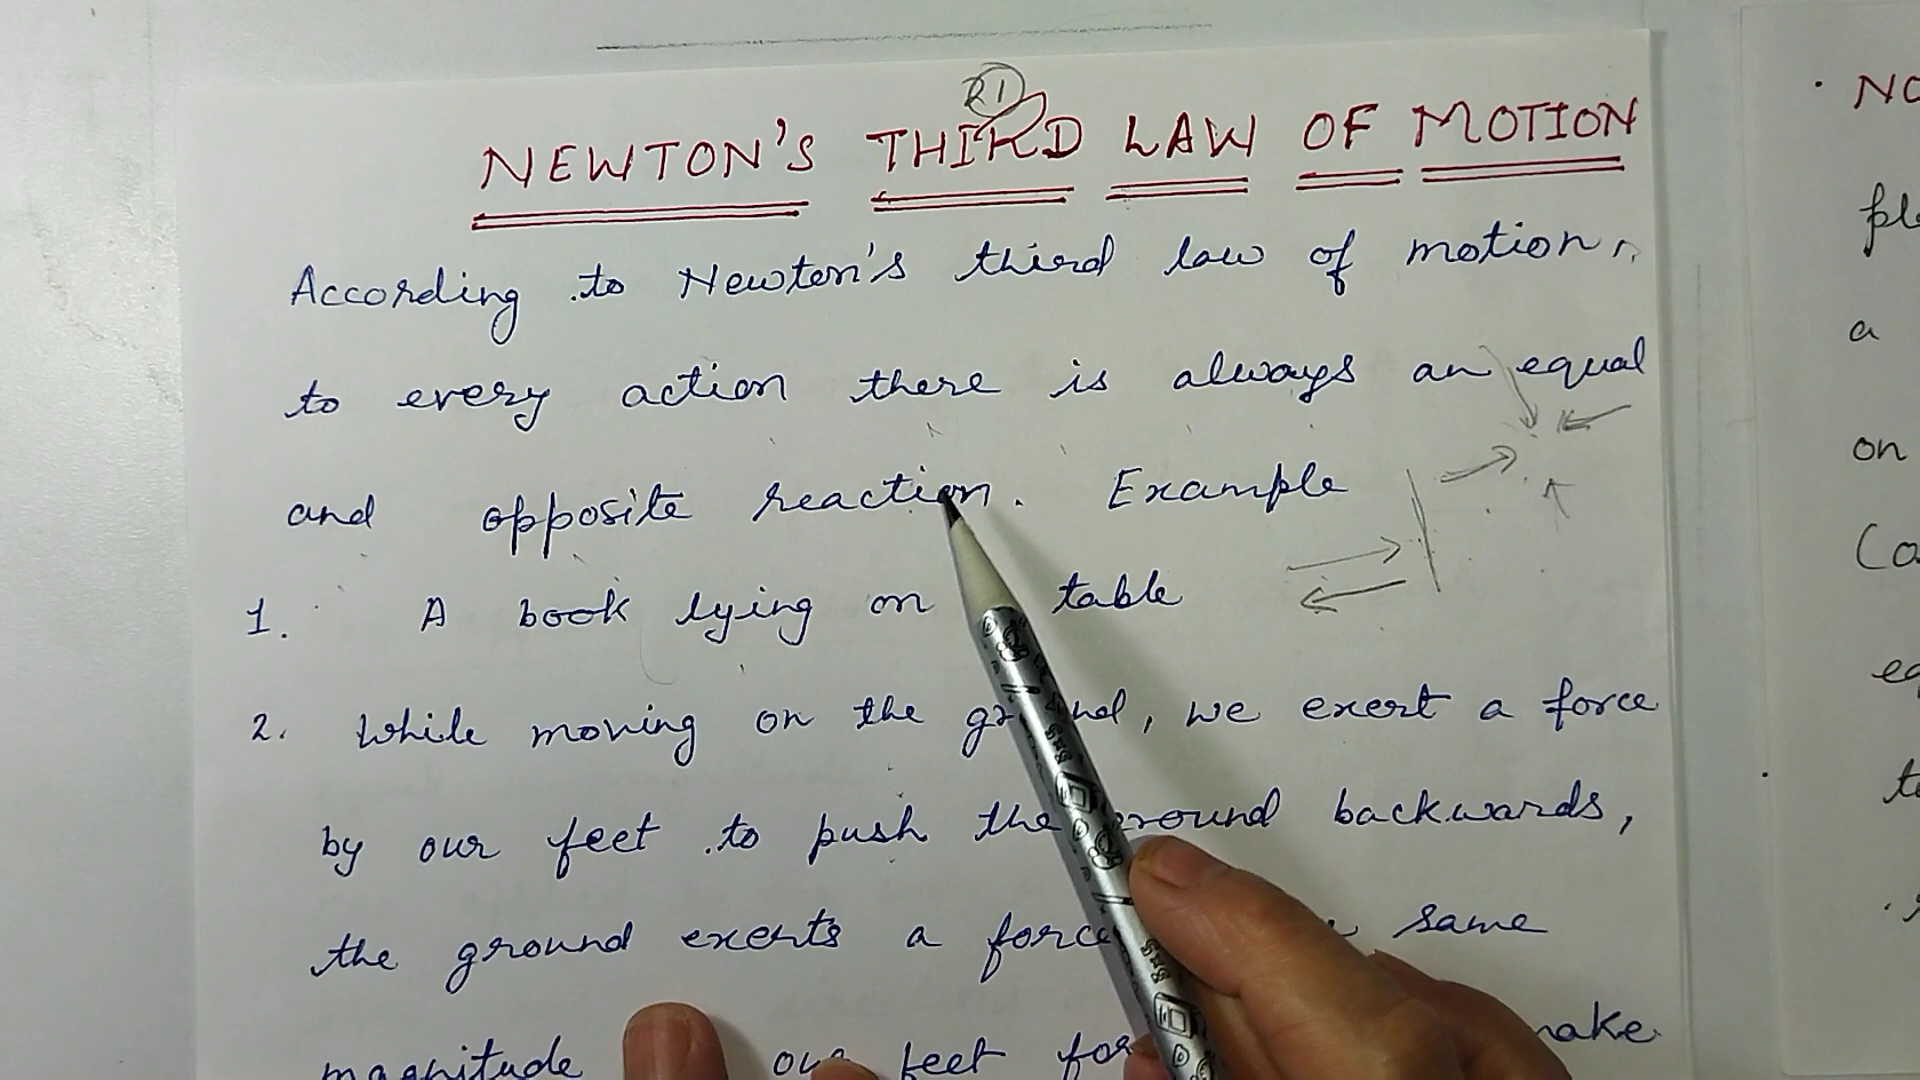 R1
NEWTON'S THIRD LAW OF MOTION
According to Newton's third law of motion,
to every action there is always an equal
and opposite reaction. Example
1. A book lying on table
2. While moving on the ground, we exert a force
by our feet to push the ground backwards,
the ground exerts a force same
magnitude our feet make
NO
a
on